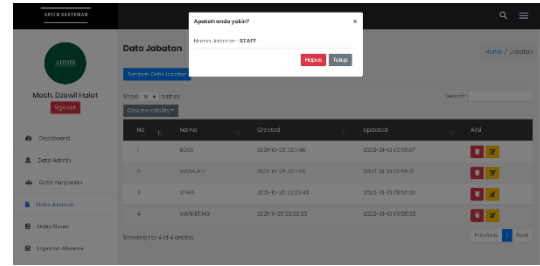 ADMIN KARYAWAN
Apakah anda yakin?
Nama Jabatan STAFF
Hapus Tutup
Data Jabatan
Home / Jabatan
ADMIN
Tambah Data Jabatan
Moch. Dzawil Halat
Sign out
Show 10 entries
Search:
Column visibility
No Nama Created Updated Aksi
Dashboard
Data Admin
Data Karyawan
Data Jabatan
Data Absen
Laporan Absensi
1 BOSS
2
3 STAFF
4 MARKETING
Showing 1 to 4 of 4 entries
Previous 1 Next